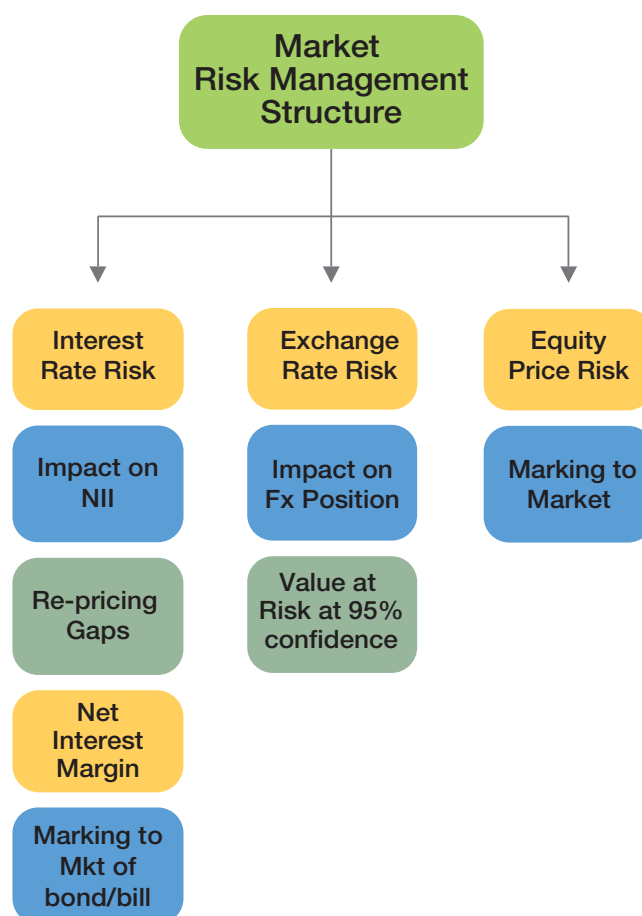 Market
Risk Management
Structure
Interest
Rate Risk
Exchange
Rate Risk
Equity
Price Risk
Impact on
NII
Impact on
Fx Position
Marking to
Market
Re-pricing
Gaps
Value at
Risk at 95%
confidence
Net
Interest
Margin
Marking to
Mkt of
bond/bill